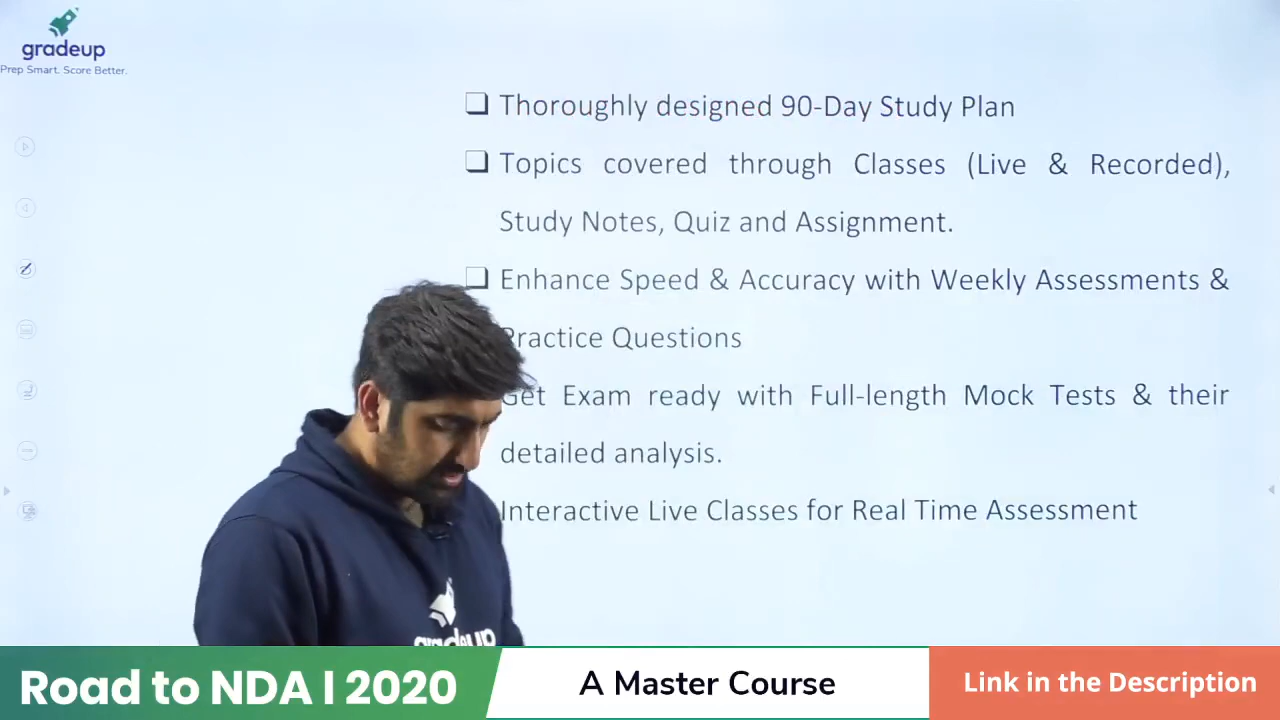 gradeup
Prep Smart. Score Better.
Thoroughly designed 90-Day Study Plan
Topics covered through Classes (Live & Recorded),
Study Notes, Quiz and Assignment.
Enhance Speed & Accuracy with Weekly Assessments &
Practice Questions
Get Exam ready with Full-length Mock Tests & their
detailed analysis.
Interactive Live Classes for Real Time Assessment
gradeup
Road to NDA | 2020
A Master Course
Link in the Description